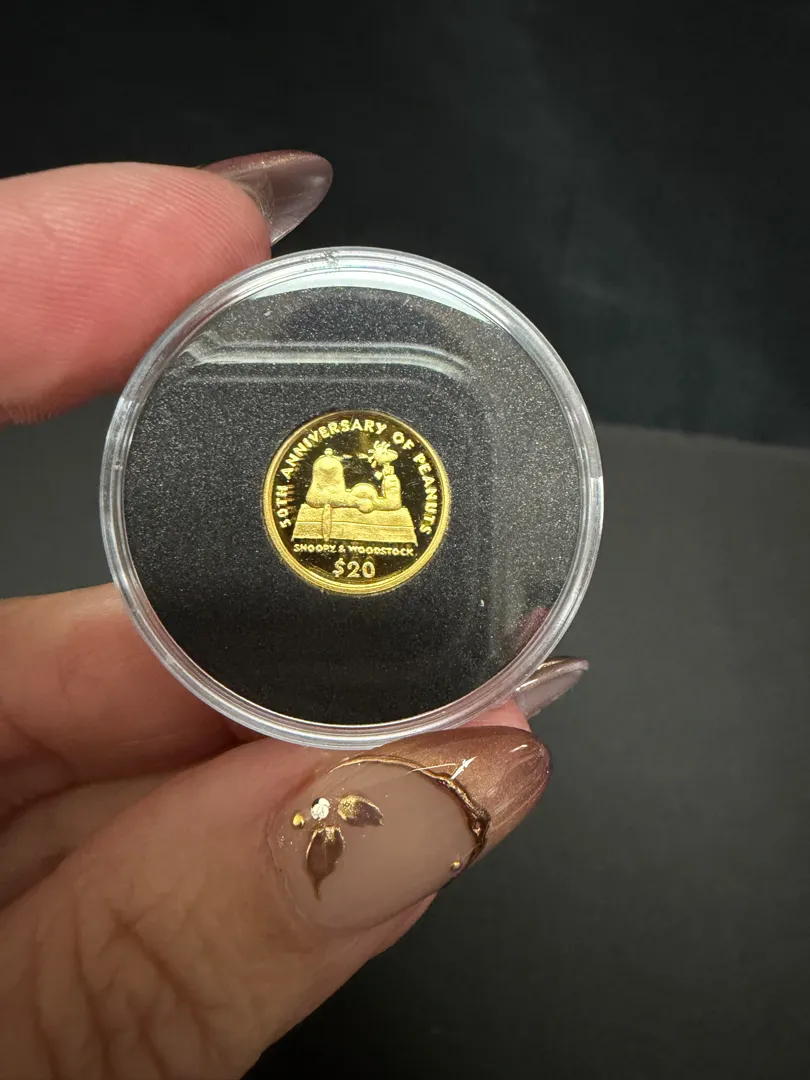 50TH ANNIVERSARY OF PEANUTS
SNOOPY & WOODSTOCK
$20